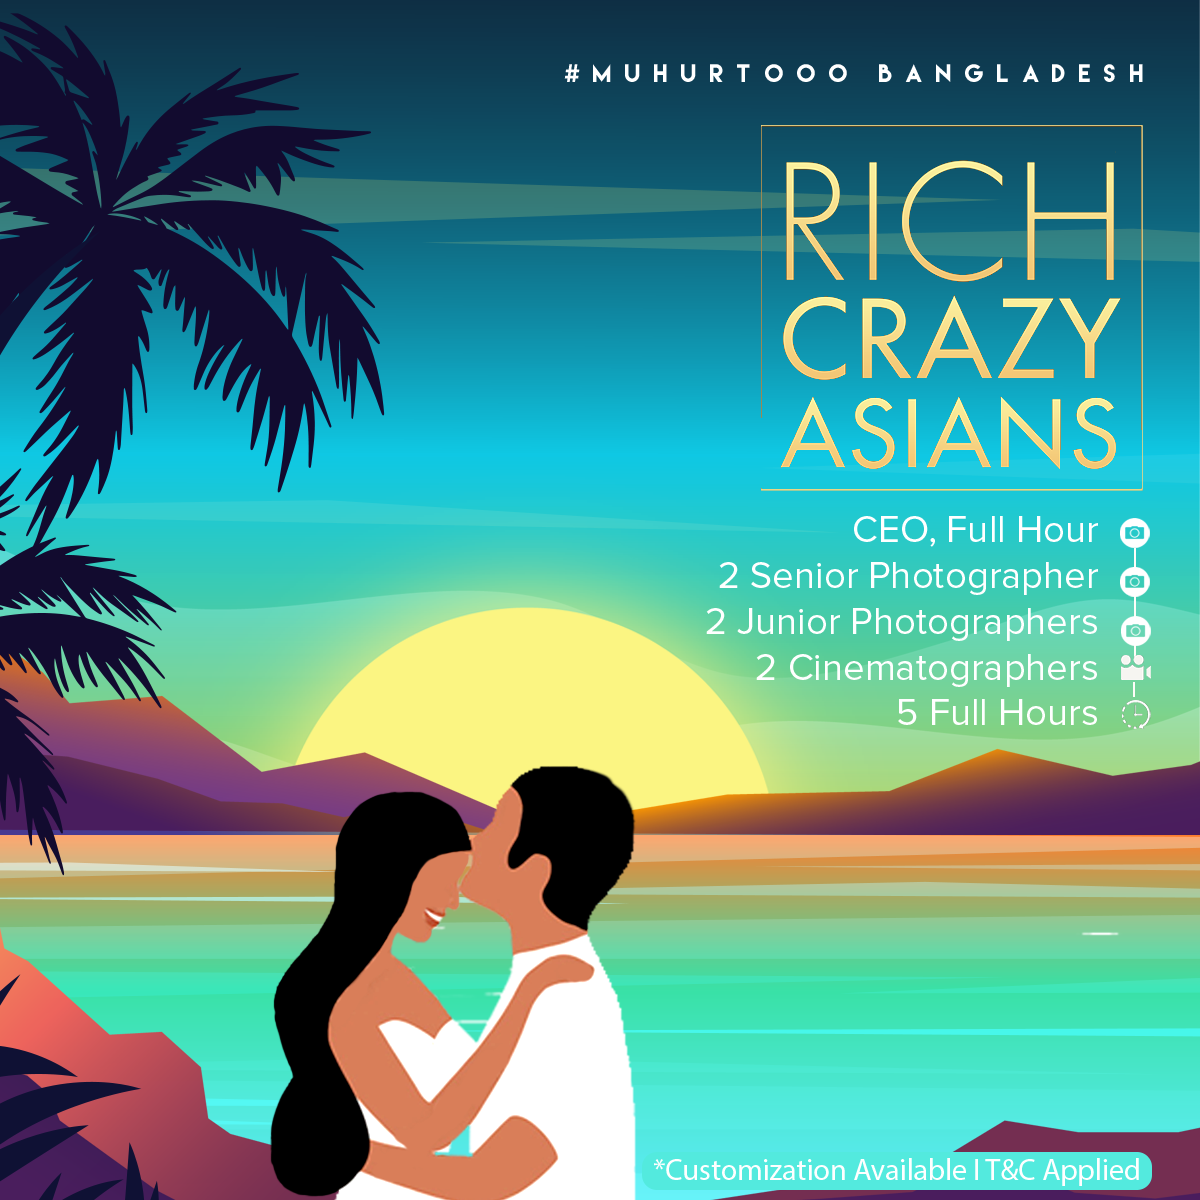 #MUHURTOOO BANGLADESH
RICH
CRAZY
ASIANS
CEO, Full Hour
2 Senior Photographer
2 Junior Photographers
2 Cinematographers
5 Full Hours
*Customization Available l T&C Applied